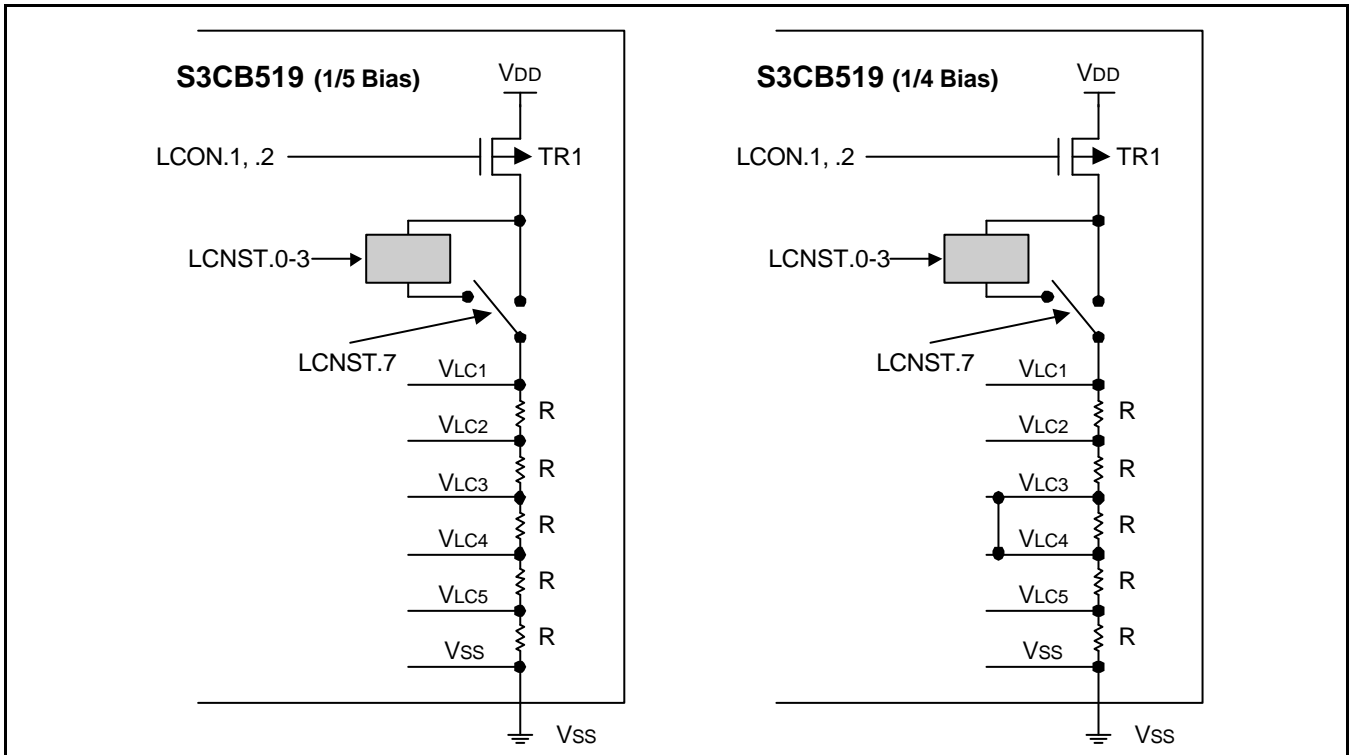 S3CB519 (1/5 Bias)
VDD
LCON.1, .2
TR1
LCNST.0-3
LCNST.7
VLC1
R
VLC2
R
VLC3
R
VLC4
R
VLC5
R
VSS
VSS
S3CB519 (1/4 Bias)
VDD
LCON.1, .2
TR1
LCNST.0-3
LCNST.7
VLC1
R
VLC2
R
VLC3
R
VLC4
R
VLC5
R
VSS
VSS